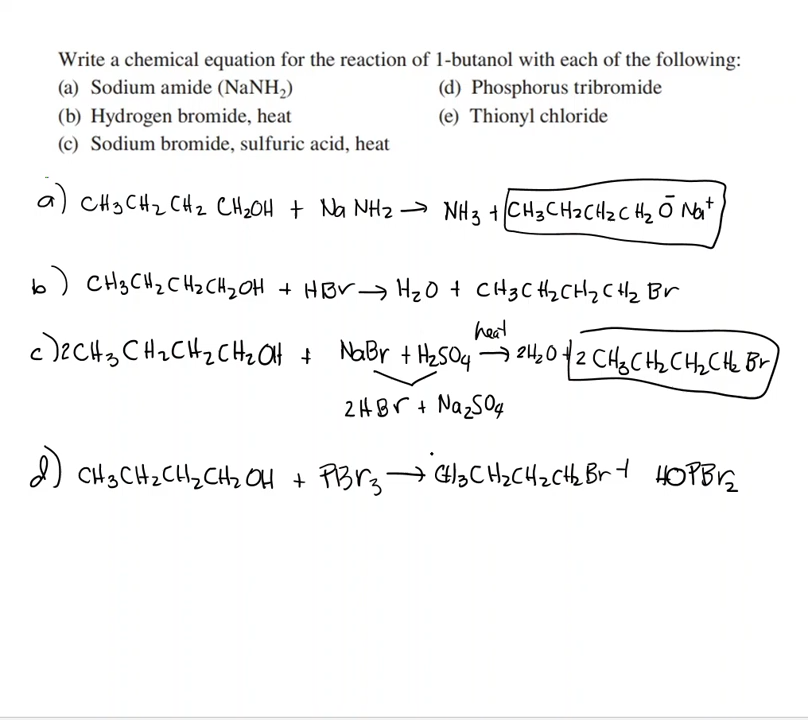 Write a chemical equation for the reaction of 1-butanol with each of the following:
(a) Sodium amide (NaNH₂)
(d) Phosphorus tribromide
(b) Hydrogen bromide, heat
(e) Thionyl chloride
(c) Sodium bromide, sulfuric acid, heat
a) CH₃CH₂CH₂CH₂OH + NaNH₂ → NH₃ + CH₃CH₂CH₂CH₂O⁻Na⁺
b) CH₃CH₂CH₂CH₂OH + HBr → H₂O + CH₃CH₂CH₂CH₂Br
heat
c) 2CH₃CH₂CH₂CH₂OH + NaBr + H₂SO₄ → 2H₂O + 2CH₃CH₂CH₂CH₂Br
2HBr + Na₂SO₄
d) CH₃CH₂CH₂CH₂OH + PBr₃ → CH₃CH₂CH₂CH₂Br + HOPBr₂